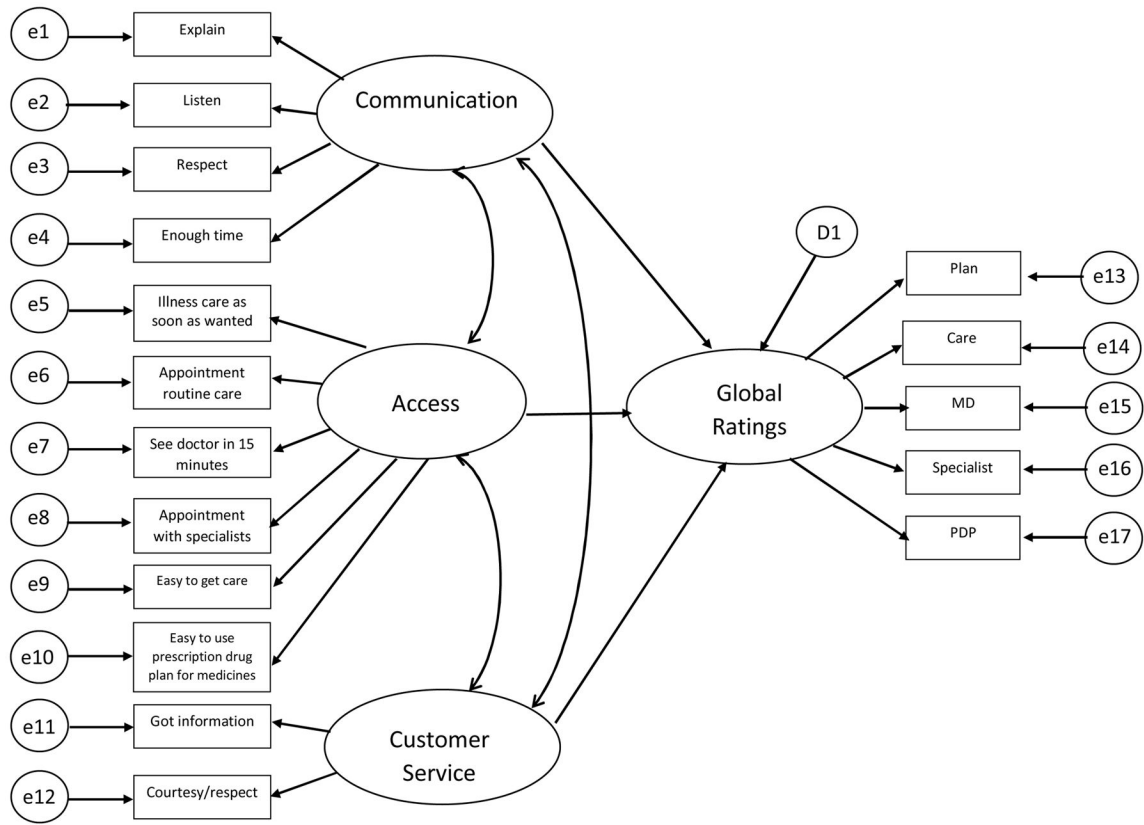 e1
Explain
e2
Listen
e3
Respect
e4
Enough time
e5
Illness care as
soon as wanted
e6
Appointment
routine care
e7
See doctor in 15
minutes
e8
Appointment
with specialists
e9
Easy to get care
e10
Easy to use
prescription drug
plan for medicines
e11
Got information
e12
Courtesy/respect
Communication
Access
Customer
Service
D1
Global
Ratings
Plan
e13
Care
e14
MD
e15
Specialist
e16
PDP
e17